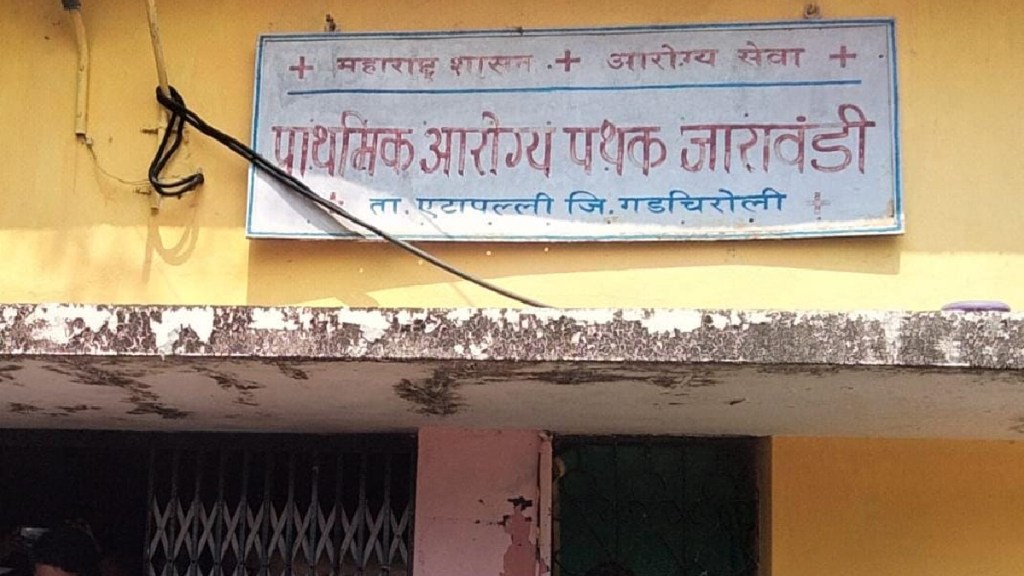 + महाराष्ट्र शासन + आरोग्य सेवा +
प्राथमिक आरोग्य पथक जारावंडी
ता. एटापल्ली जि. गडचिरोली